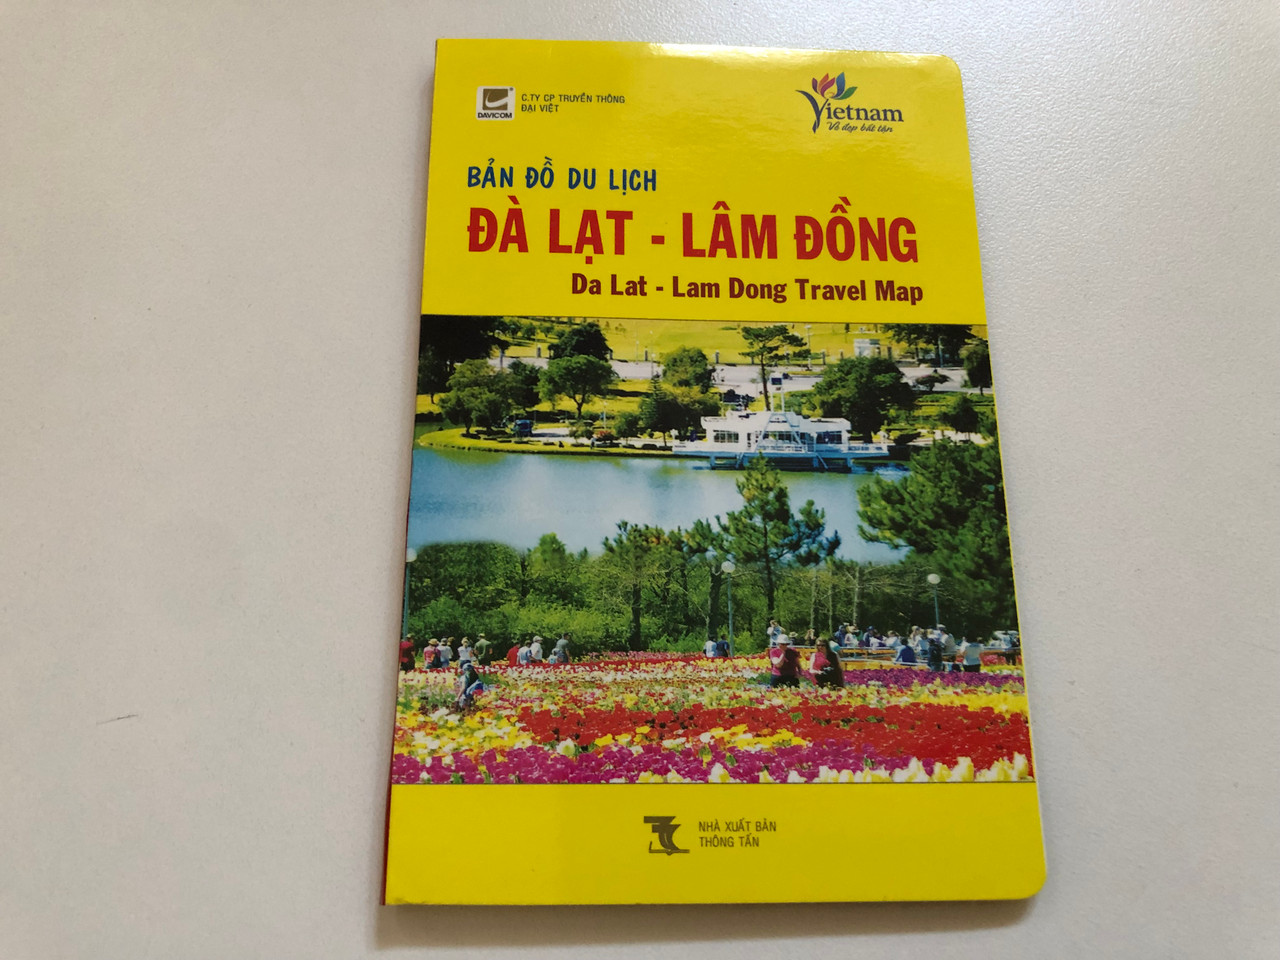 DAVICOM
C.TY CP TRUYỀN THÔNG
ĐẠI VIỆT
Vietnam
Vẻ đẹp bất tận
BẢN ĐỒ DU LỊCH
ĐÀ LẠT - LÂM ĐỒNG
Da Lat - Lam Dong Travel Map
NHÀ XUẤT BẢN
THÔNG TẤN